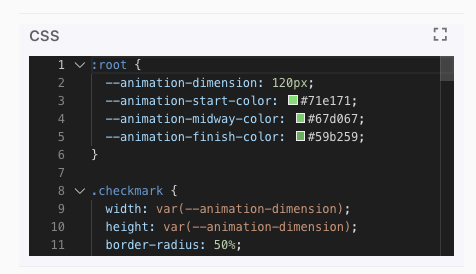 CSS
1 :root {
2 --animation-dimension: 120px;
3 --animation-start-color: #71e171;
4 --animation-midway-color: #67d067;
5 --animation-finish-color: #59b259;
6 }
7
8 .checkmark {
9 width: var(--animation-dimension);
10 height: var(--animation-dimension);
11 border-radius: 50%;